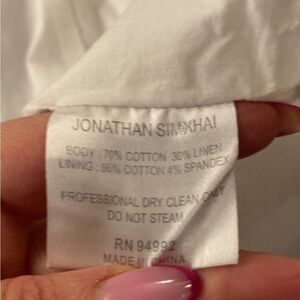 JONATHAN SIMKHAI
BODY : 70% COTTON 30% LINEN
LINING : 96% COTTON 4% SPANDEX
PROFESSIONAL DRY CLEAN ONLY
DO NOT STEAM
RN 94992
MADE IN CHINA